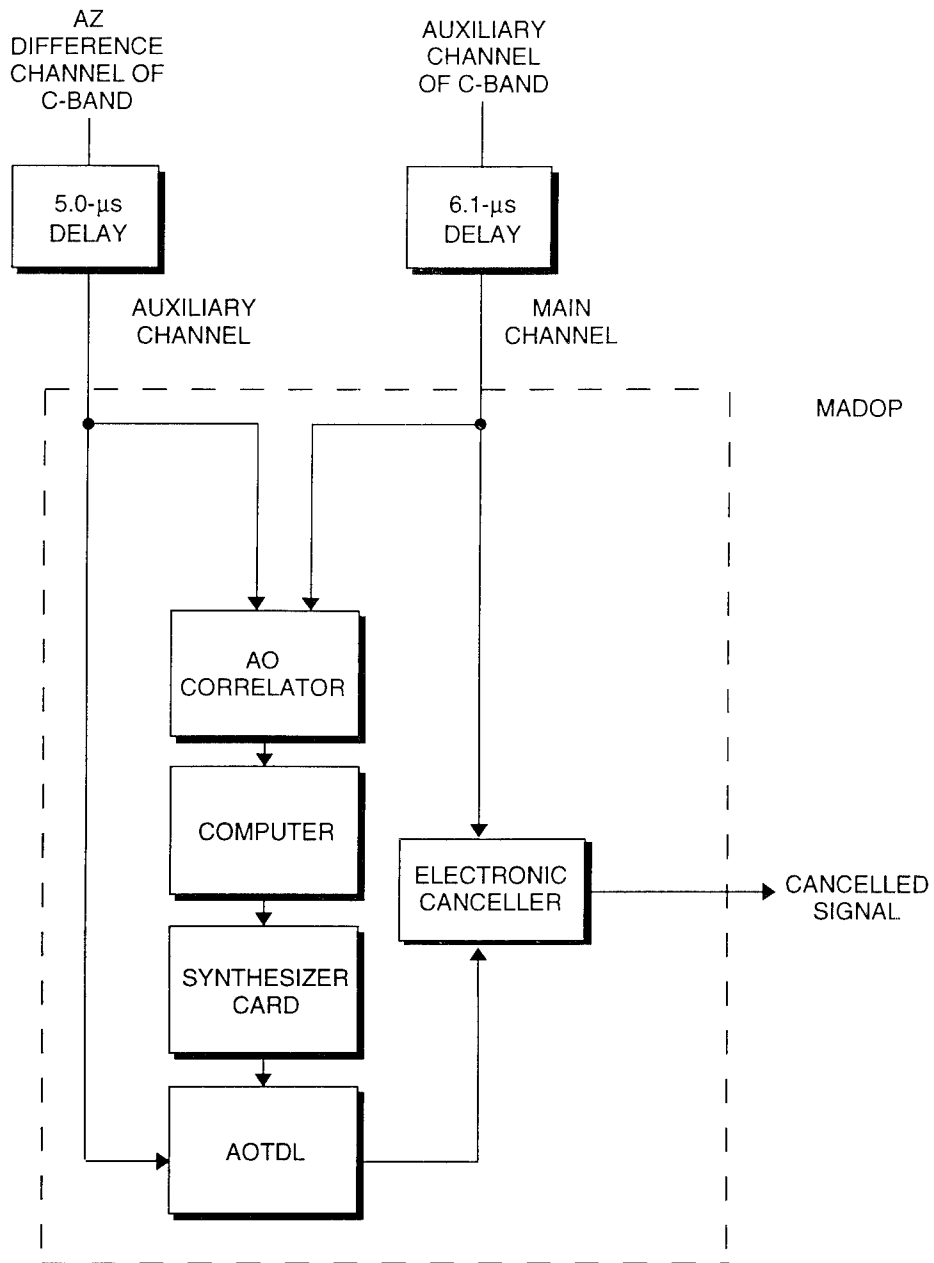 AZ
DIFFERENCE
CHANNEL OF
C-BAND
AUXILIARY
CHANNEL
OF C-BAND
5.0-μs
DELAY
6.1-μs
DELAY
AUXILIARY
CHANNEL
MAIN
CHANNEL
MADOP
AO
CORRELATOR
COMPUTER
ELECTRONIC
CANCELLER
CANCELLED
SIGNAL
SYNTHESIZER
CARD
AOTDL